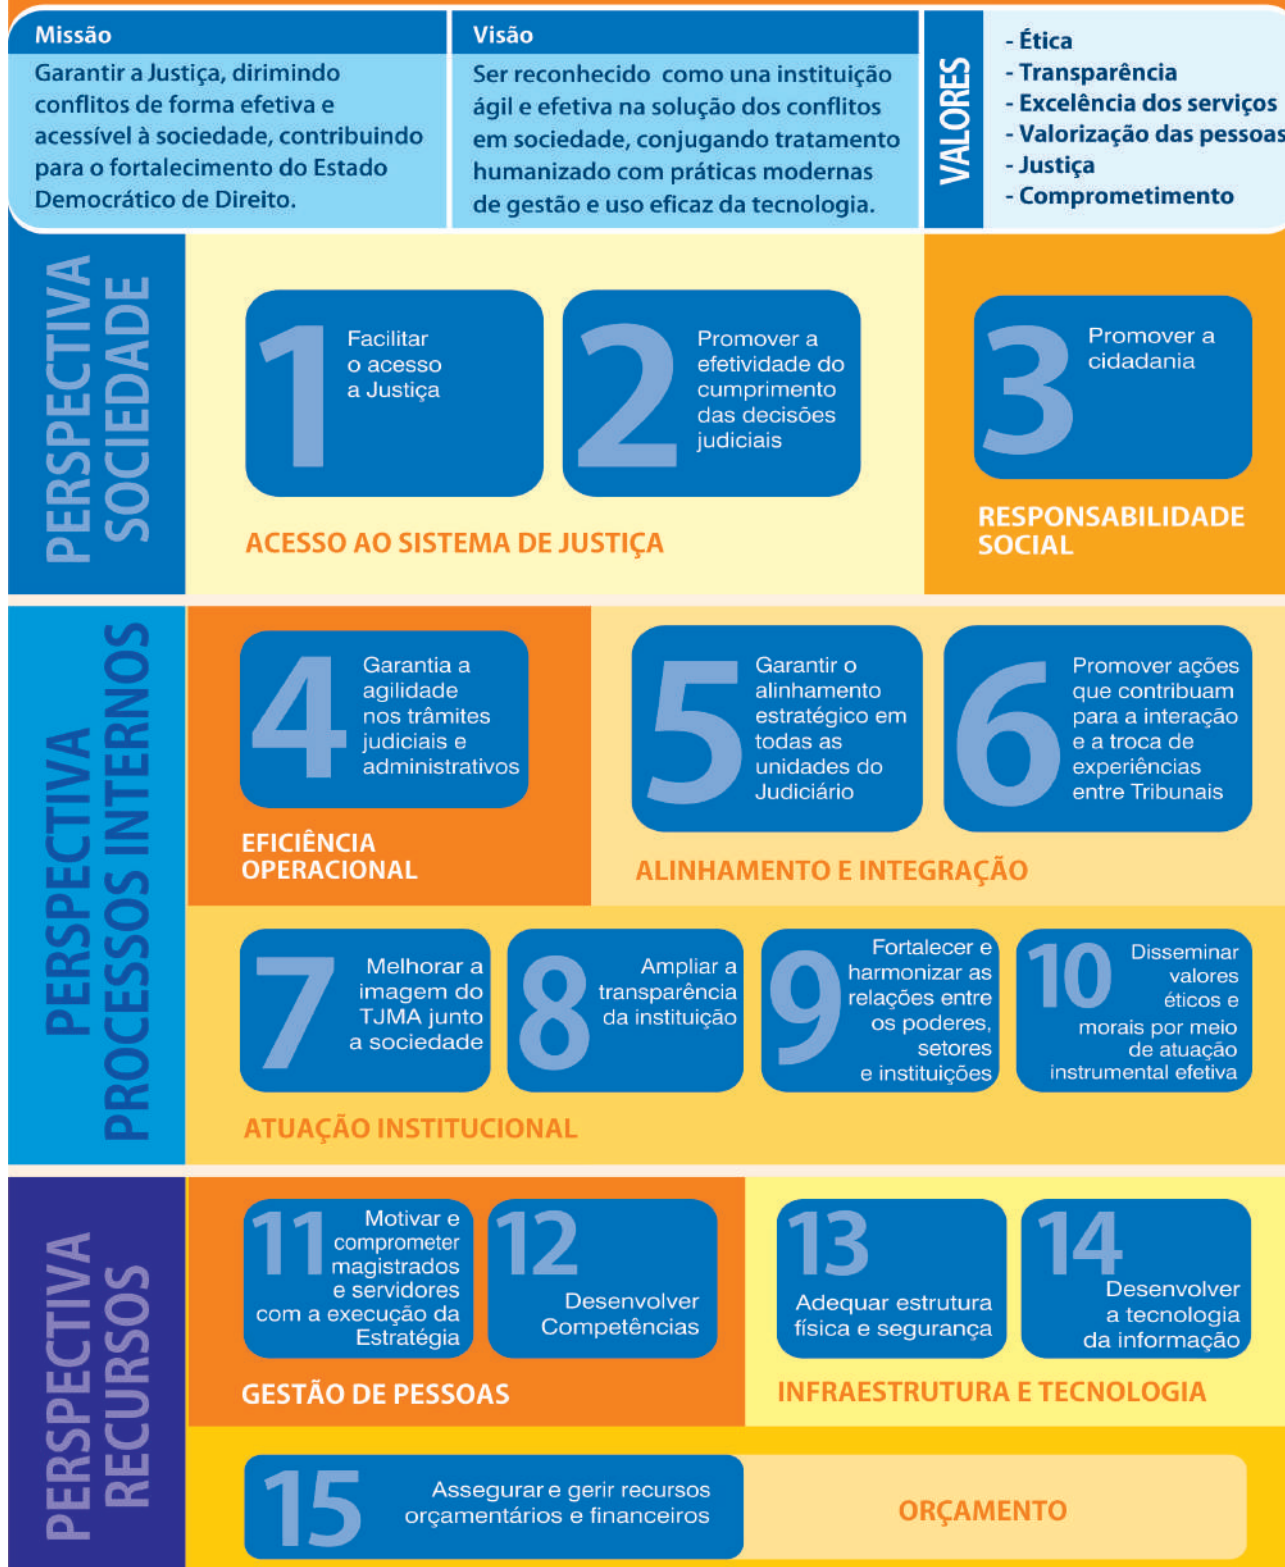 Missão
Garantir a Justiça, dirimindo
conflitos de forma efetiva e
acessível à sociedade, contribuindo
para o fortalecimento do Estado
Democrático de Direito.
Visão
Ser reconhecido como una instituição
ágil e efetiva na solução dos conflitos
em sociedade, conjugando tratamento
humanizado com práticas modernas
de gestão e uso eficaz da tecnologia.
VALORES
- Ética
- Transparência
- Excelência dos serviços
- Valorização das pessoas
- Justiça
- Comprometimento
PERSPECTIVA
SOCIEDADE
1
Facilitar
o acesso
a Justiça
2
Promover a
efetividade do
cumprimento
das decisões
judiciais
ACESSO AO SISTEMA DE JUSTIÇA
3
Promover a
cidadania
RESPONSABILIDADE
SOCIAL
PERSPECTIVA
PROCESSOS INTERNOS
4
Garantia a
agilidade
nos trâmites
judiciais e
administrativos
EFICIÊNCIA
OPERACIONAL
5
Garantir o
alinhamento
estratégico em
todas as
unidades do
Judiciário
6
Promover ações
que contribuam
para a interação
e a troca de
experiências
entre Tribunais
ALINHAMENTO E INTEGRAÇÃO
7
Melhorar a
imagem do
TJMA junto
a sociedade
8
Ampliar a
transparência
da instituição
9
Fortalecer e
harmonizar as
relações entre
os poderes,
setores
e instituições
10
Disseminar
valores
éticos e
morais por meio
de atuação
instrumental efetiva
ATUAÇÃO INSTITUCIONAL
PERSPECTIVA
RECURSOS
11
Motivar e
comprometer
magistrados
e servidores
com a execução da
Estratégia
12
Desenvolver
Competências
GESTÃO DE PESSOAS
13
Adequar estrutura
física e segurança
14
Desenvolver
a tecnologia
da informação
INFRAESTRUTURA E TECNOLOGIA
15
Assegurar e gerir recursos
orçamentários e financeiros
ORÇAMENTO